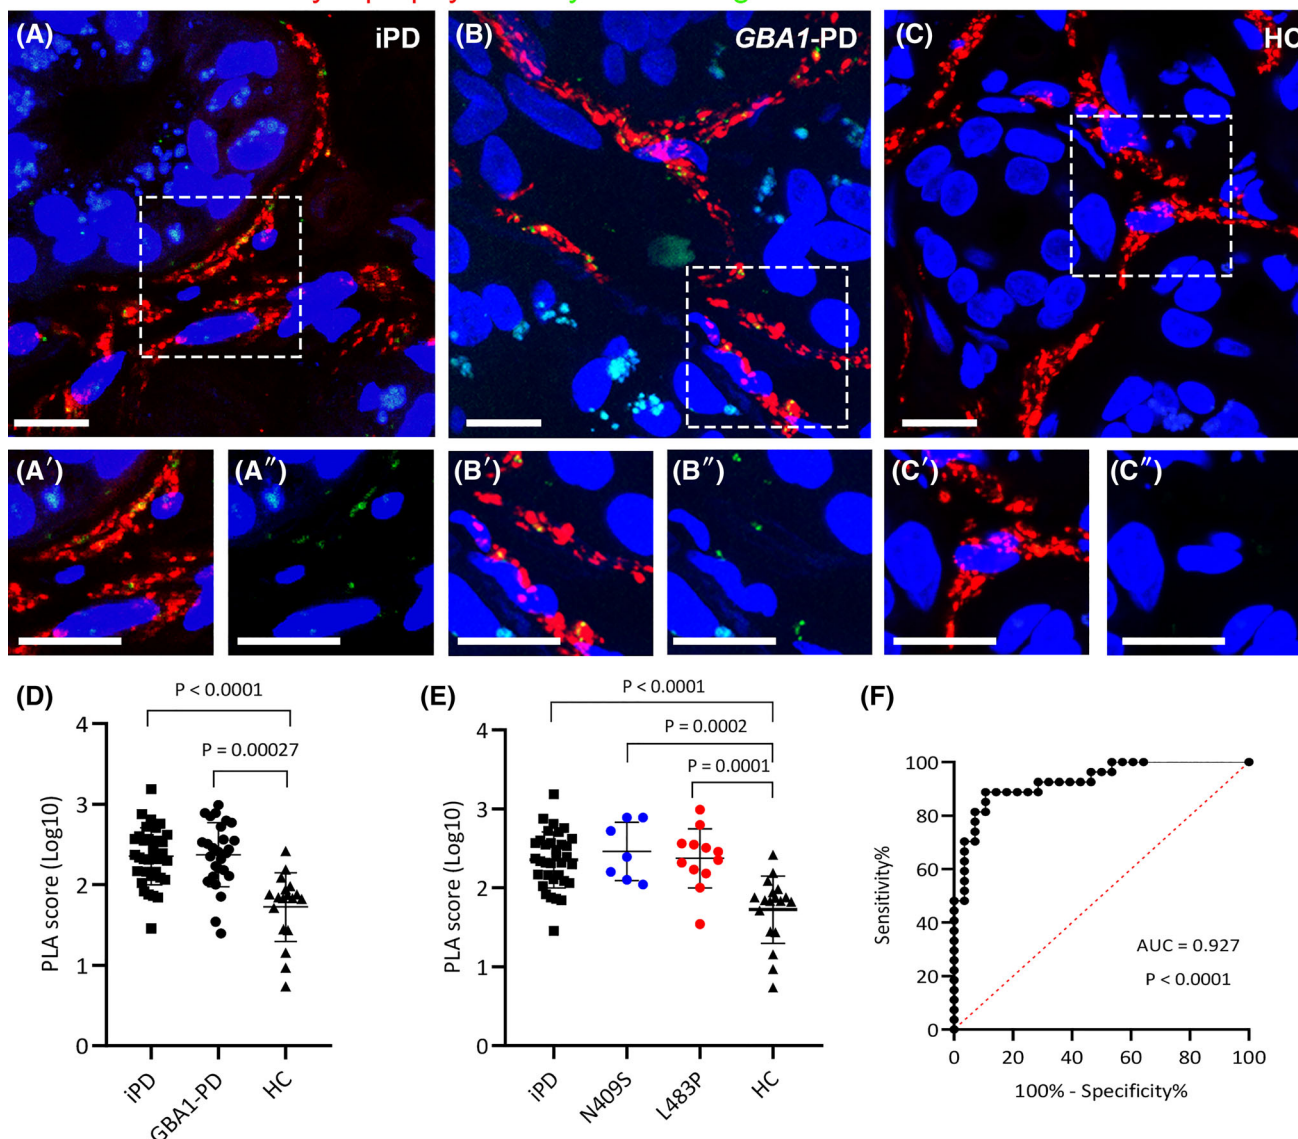 (A) iPD
(B) GBA1-PD
(C) HC
(A′)
(A″)
(B′)
(B″)
(C′)
(C″)
(D)
P < 0.0001
P = 0.00027
PLA score (Log10)
4
3
2
1
0
iPD
GBA1-PD
HC
(E)
P < 0.0001
P = 0.0002
P = 0.0001
PLA score (Log10)
4
3
2
1
0
iPD
N409S
L483P
HC
(F)
Sensitivity%
100
80
60
40
20
0
AUC = 0.927
P < 0.0001
0 20 40 60 80 100
100% - Specificity%